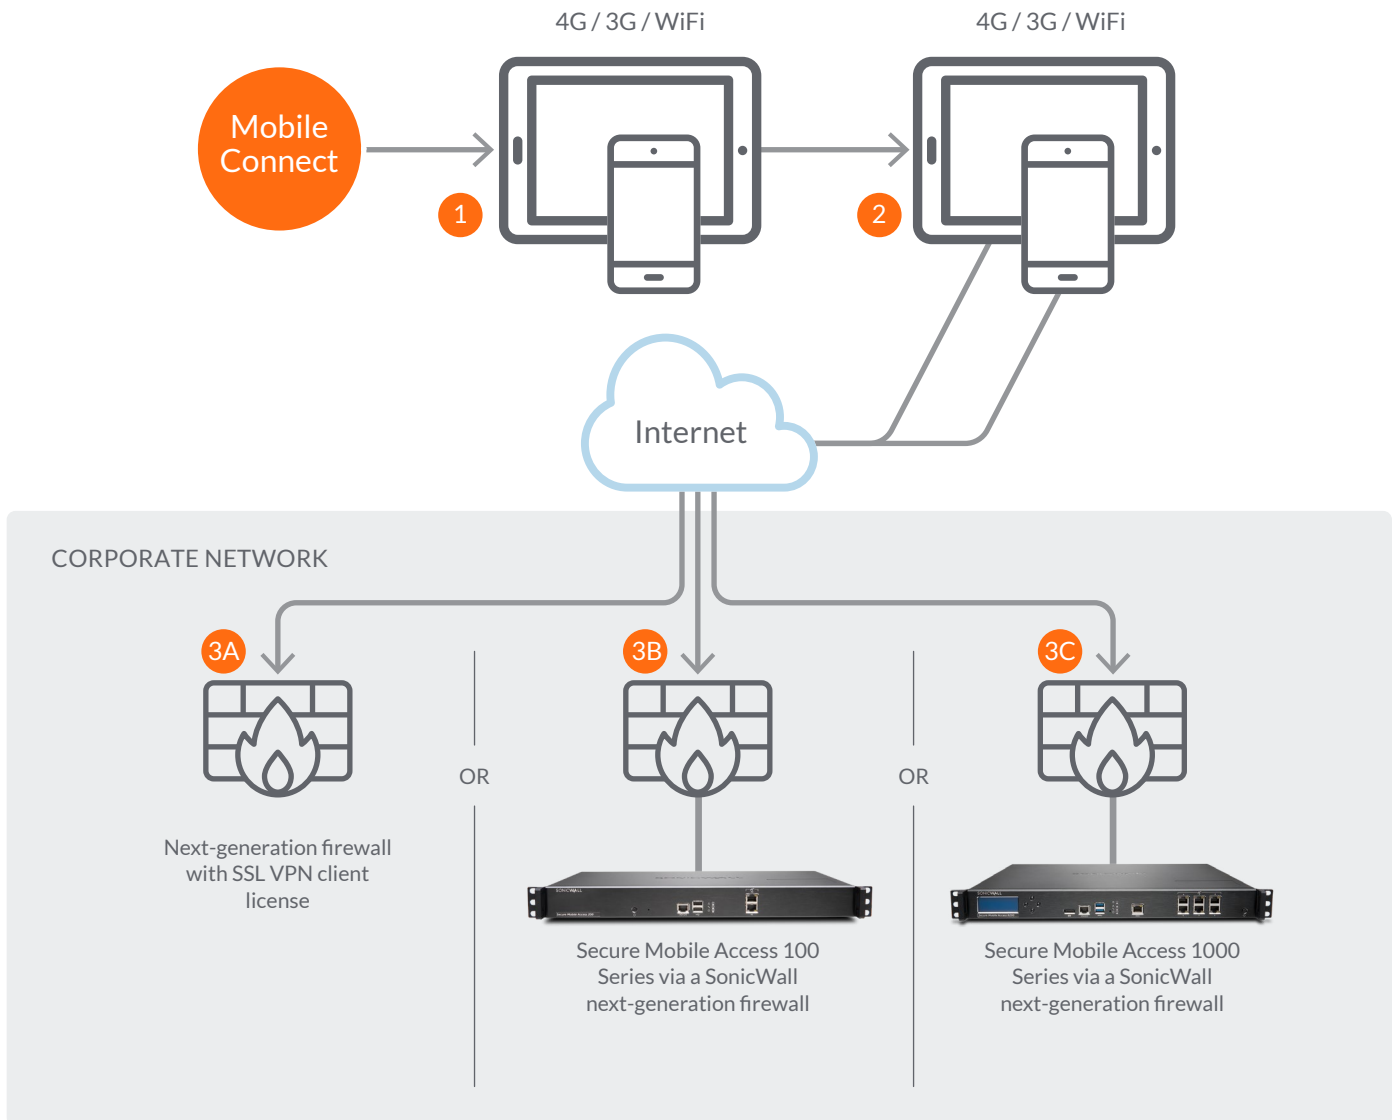 4G / 3G / WiFi
4G / 3G / WiFi
Mobile
Connect
1
2
Internet
CORPORATE NETWORK
3A
3B
3C
OR
OR
Next-generation firewall
with SSL VPN client
license
SONICWALL
SONICWALL
Secure Mobile Access 100
Series via a SonicWall
next-generation firewall
Secure Mobile Access 1000
Series via a SonicWall
next-generation firewall